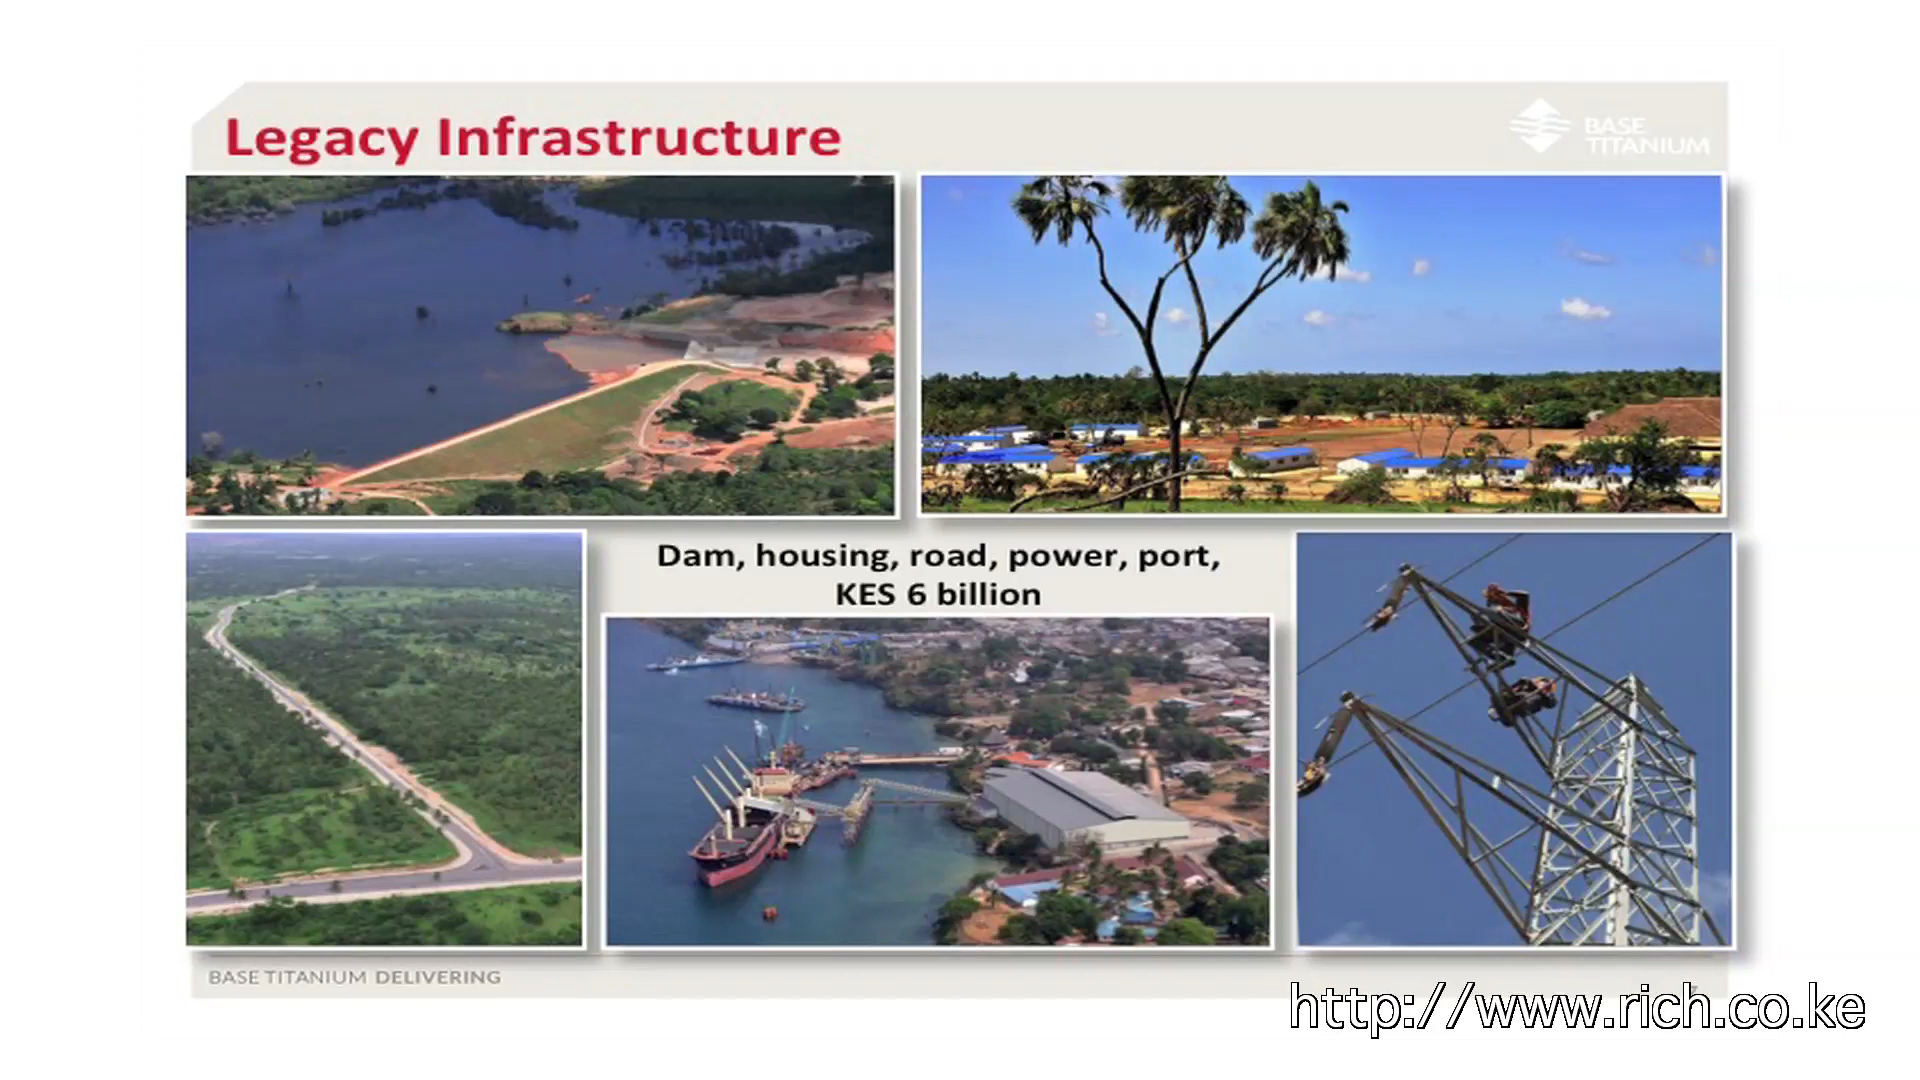 Legacy Infrastructure
BASE
TITANIUM
Dam, housing, road, power, port,
KES 6 billion
BASE TITANIUM DELIVERING
http://www.rich.co.ke